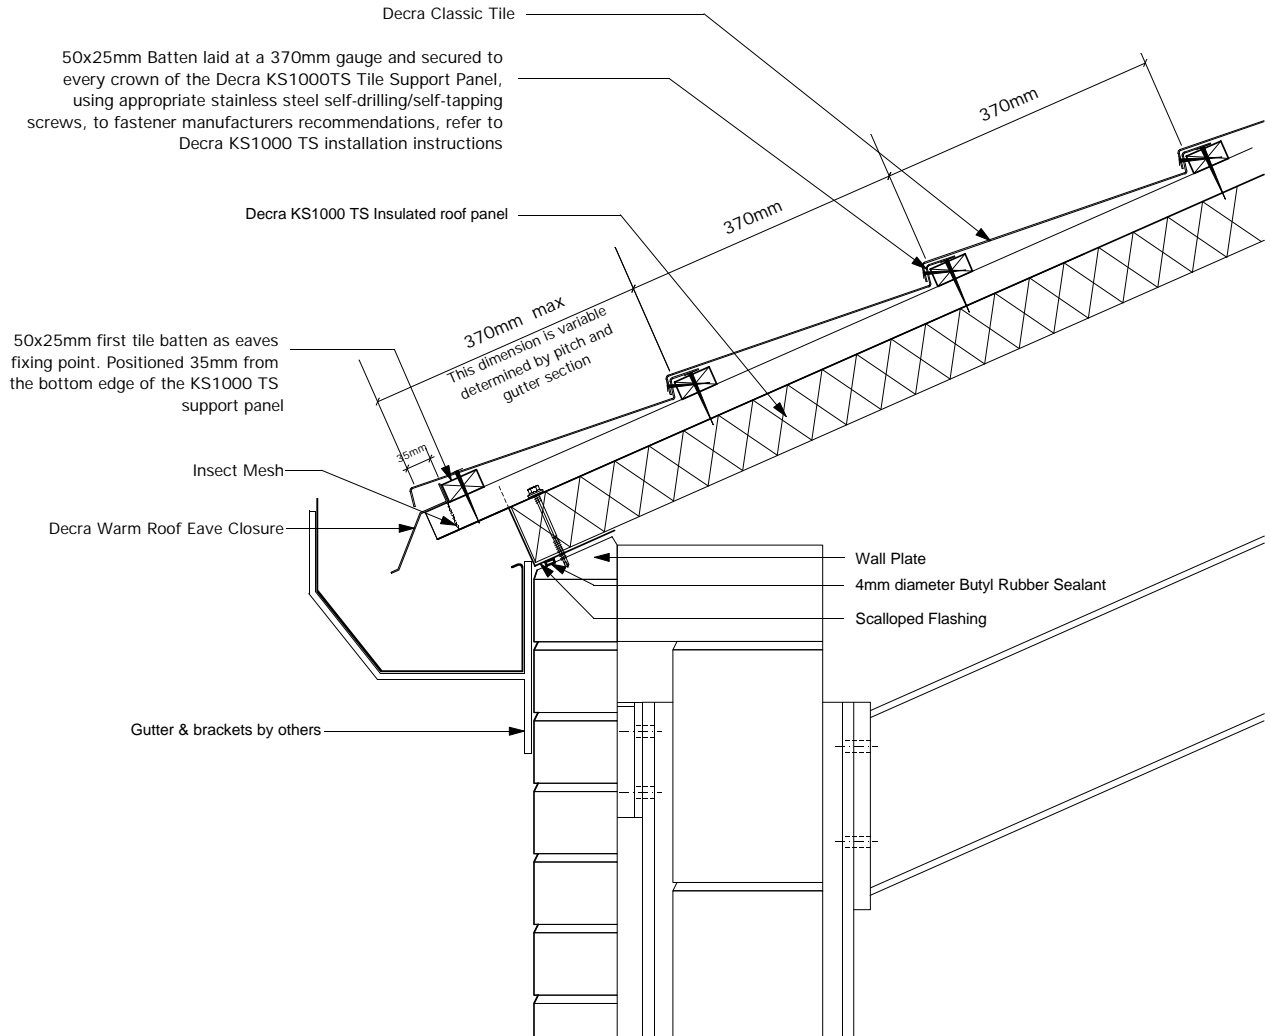 Decra Classic Tile
50x25mm Batten laid at a 370mm gauge and secured to
every crown of the Decra KS1000TS Tile Support Panel,
using appropriate stainless steel self-drilling/self-tapping
screws, to fastener manufacturers recommendations, refer to
Decra KS1000 TS installation instructions
370mm
Decra KS1000 TS Insulated roof panel
370mm
370mm max
This dimension is variable
determined by pitch and
gutter section
50x25mm first tile batten as eaves
fixing point. Positioned 35mm from
the bottom edge of the KS1000 TS
support panel
35mm
Insect Mesh
Decra Warm Roof Eave Closure
Wall Plate
4mm diameter Butyl Rubber Sealant
Scalloped Flashing
Gutter & brackets by others